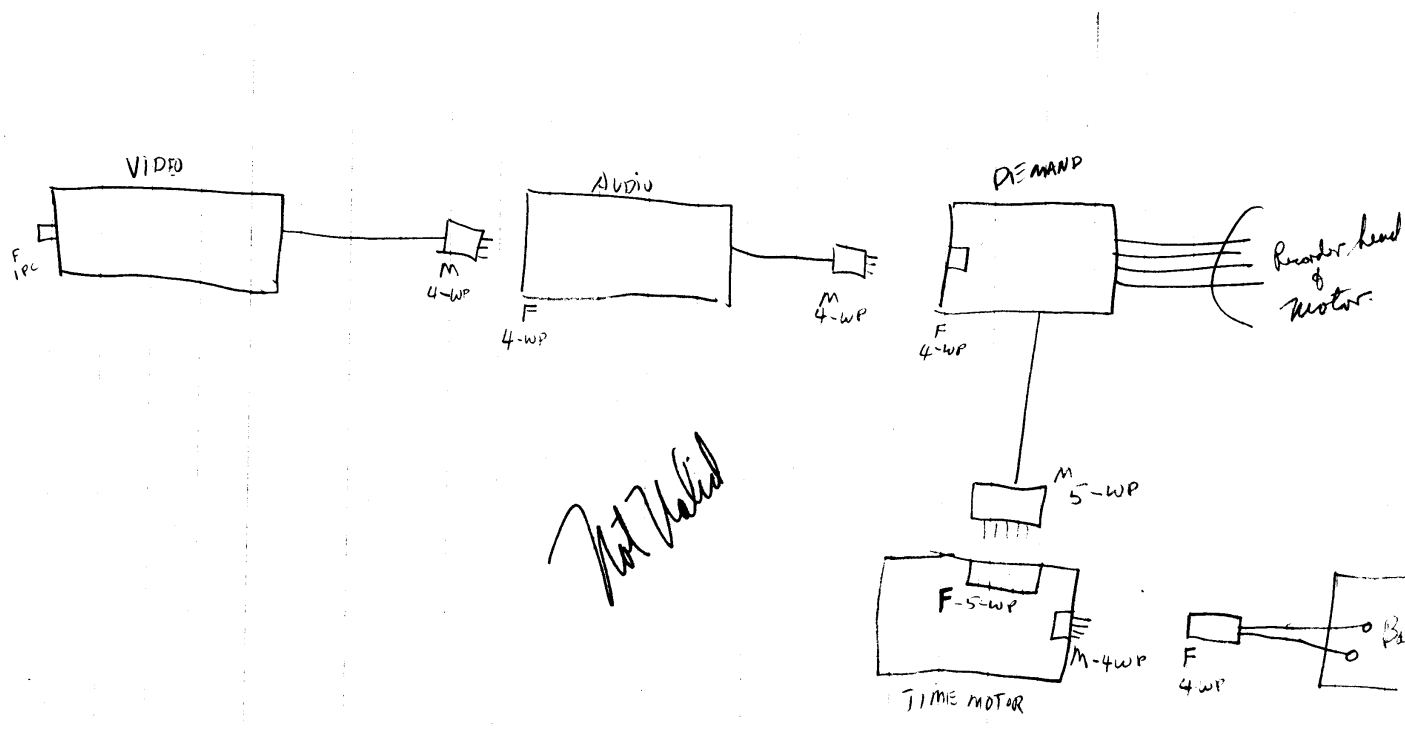 VIDEO
F
1PC
M
4-WP
AUDIO
F
4-WP
M
4-WP
DEMAND
F
4-WP
Recorder head
&
Motor.
M
5-WP
Not Valid
F-5-WP
M-4WP
TIME MOTOR
F
4WP